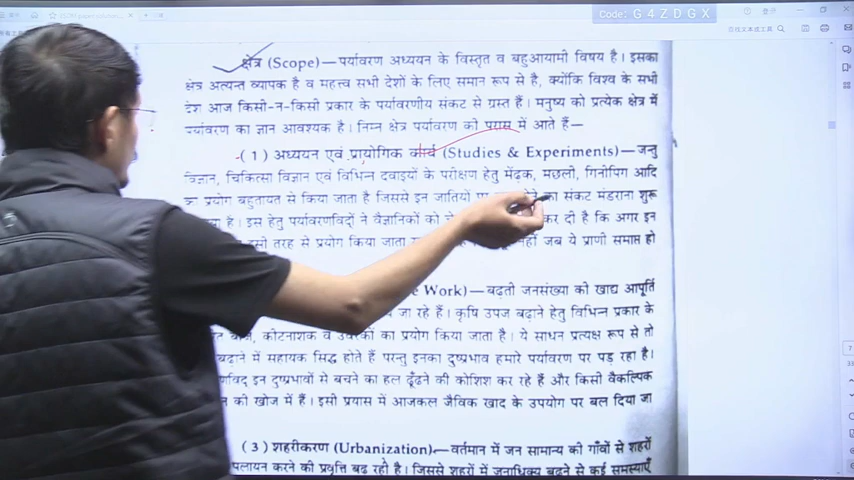 G4ZDGX
क्षेत्र (Scope)—पर्यावरण अध्ययन के विस्तृत व बहुआयामी विषय है। इसका
क्षेत्र अत्यन्त व्यापक है व महत्त्व सभी देशों के लिए समान रूप से है, क्योंकि विश्व के सभी
देश आज किसी-न-किसी प्रकार के पर्यावरणीय संकट से ग्रस्त हैं। मनुष्य को प्रत्येक क्षेत्र में
पर्यावरण का ज्ञान आवश्यक है। निम्न क्षेत्र पर्यावरण को परास में आते हैं—
(1) अध्ययन एवं प्रायोगिक कार्य (Studies & Experiments)—जन्तु
विज्ञान, चिकित्सा विज्ञान एवं विभिन्न दवाइयों के परीक्षण हेतु मेंढक, मछली, गिनीपिग आदि
का प्रयोग बहुतायत से किया जाता है जिससे इन जातियों पर का संकट मंडराना शुरू
है। इस हेतु पर्यावरणविदों ने वैज्ञानिकों को कर दी है कि अगर इन
इसी तरह से प्रयोग किया जाता नहीं जब ये प्राणी समाप्त हो
Work)—बढ़ती जनसंख्या को खाद्य आपूर्ति
जा रहे हैं। कृषि उपज बढ़ाने हेतु विभिन्न प्रकार के
बीज, कीटनाशक व उर्वरकों का प्रयोग किया जाता है। ये साधन प्रत्यक्ष रूप से तो
बढ़ाने में सहायक सिद्ध होते हैं परन्तु इनका दुष्प्रभाव हमारे पर्यावरण पर पड़ रहा है।
इन दुष्प्रभावों से बचने का हल ढूँढने की कोशिश कर रहे हैं और किसी वैकल्पिक
की खोज में हैं। इसी प्रयास में आजकल जैविक खाद के उपयोग पर बल दिया जा
(3) शहरीकरण (Urbanization)—वर्तमान में जन सामान्य की गाँवों से शहरों
पलायन करने की प्रवृत्ति बढ़ रही है। जिससे शहरों में जनाधिक्य बढ़ने से कई समस्याएँ